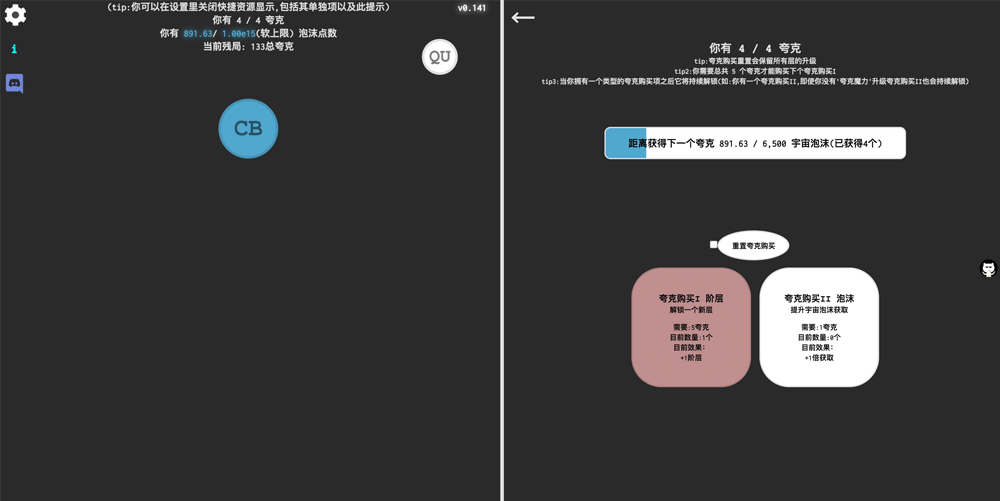 (tip:你可以在设置里关闭快捷资源显示,包括其单独项以及此提示)
v0.141
你有 4 / 4 夸克
你有 891.63/ 1.00e15(软上限) 泡沫点数
当前残局: 133总夸克
i
QU
CB
你有 4 / 4 夸克
tip:夸克购买重置会保留所有层的升级
tip2:你需要总共 5 个夸克才能购买下个夸克购买I
tip3:当你拥有一个类型的夸克购买项之后它将持续解锁(如:你有一个夸克购买II,即使你没有'夸克魔力'升级夸克购买II也会持续解锁)
距离获得下一个夸克 891.63 / 6,500 宇宙泡沫(已获得4个)
重置夸克购买
夸克购买I 阶层
解锁一个新层
需要:5夸克
目前数量:1个
目前效果:
+1阶层
夸克购买II 泡沫
提升宇宙泡沫获取
需要:1夸克
目前数量:0个
目前效果:
+1倍获取